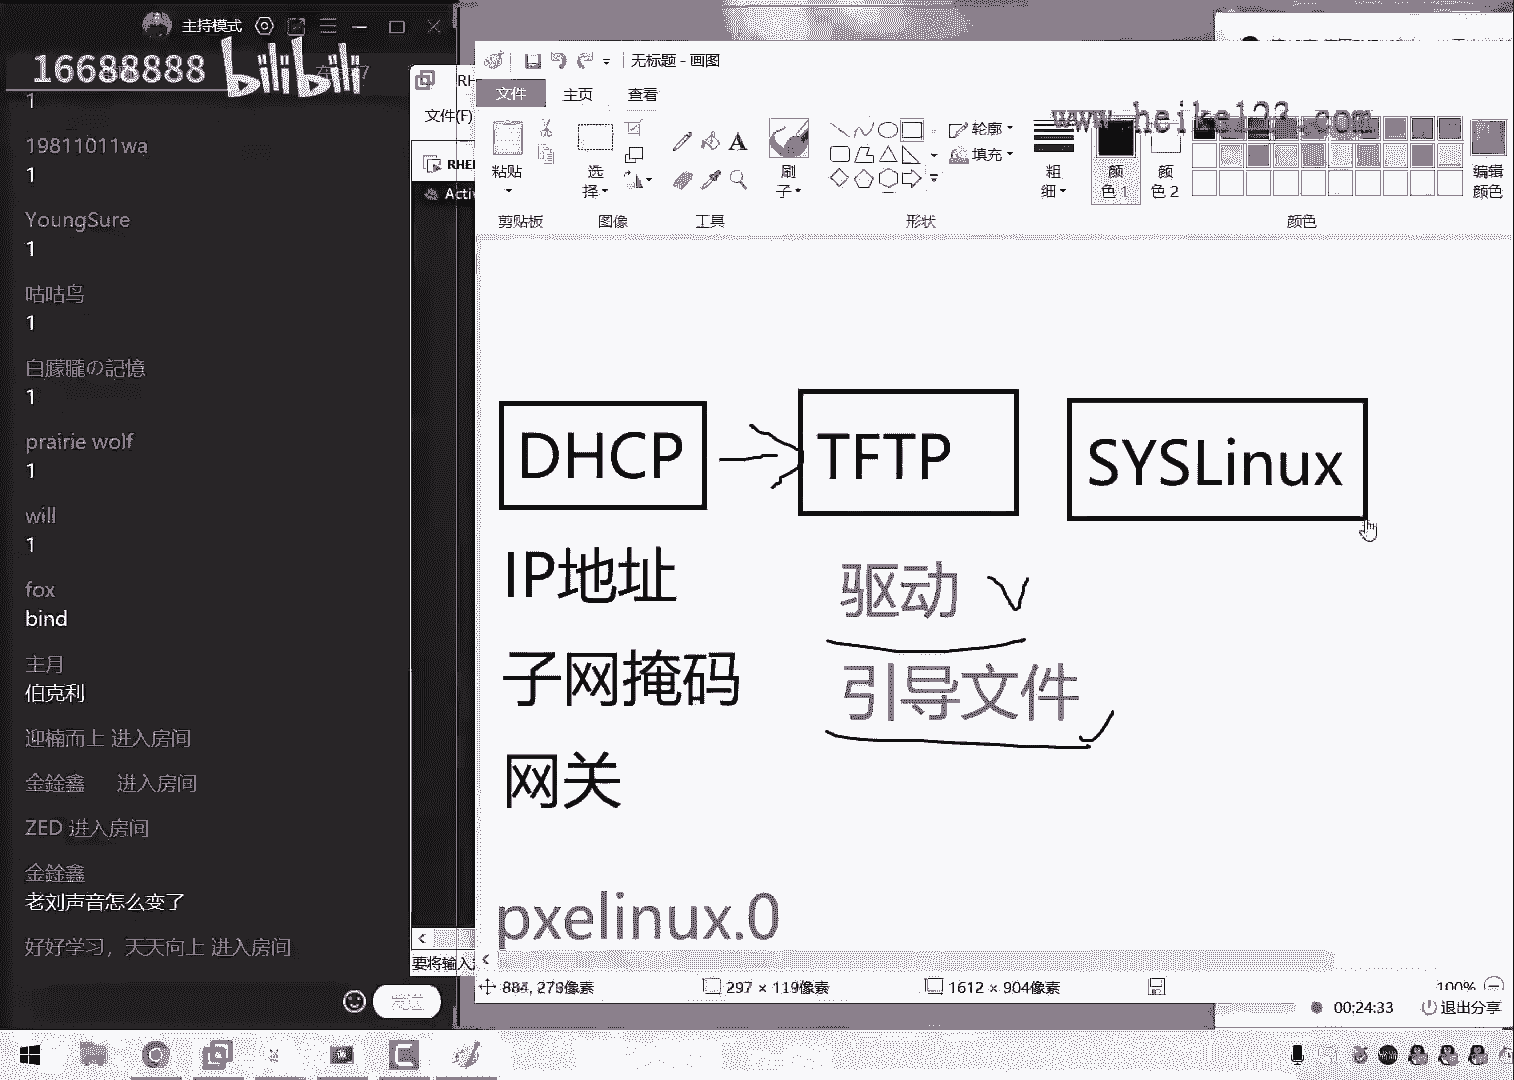 主持模式
16688888 bilibili
1
19811011wa
1
YoungSure
1
咕咕鸟
1
白朦朧の記憶
1
prairie wolf
1
will
1
fox
bind
主月
伯克利
迎楠而上 进入房间
金銓鑫 进入房间
ZED 进入房间
金銓鑫
老刘声音怎么变了
好好学习，天天向上 进入房间
文件(F)
RHE
Activ
要将输入
无标题 - 画图
文件 主页 查看
www.heike123.com
粘贴
选择
刷子
轮廓
填充
粗细
颜色 1
颜色 2
编辑颜色
剪贴板 图像 工具 形状 颜色
DHCP TFTP SYSLinux
IP地址 驱动
子网掩码 引导文件
网关
pxelinux.0
884, 279像素 297 × 119像素 1612 × 904像素 100%
00:24:33 退出分享